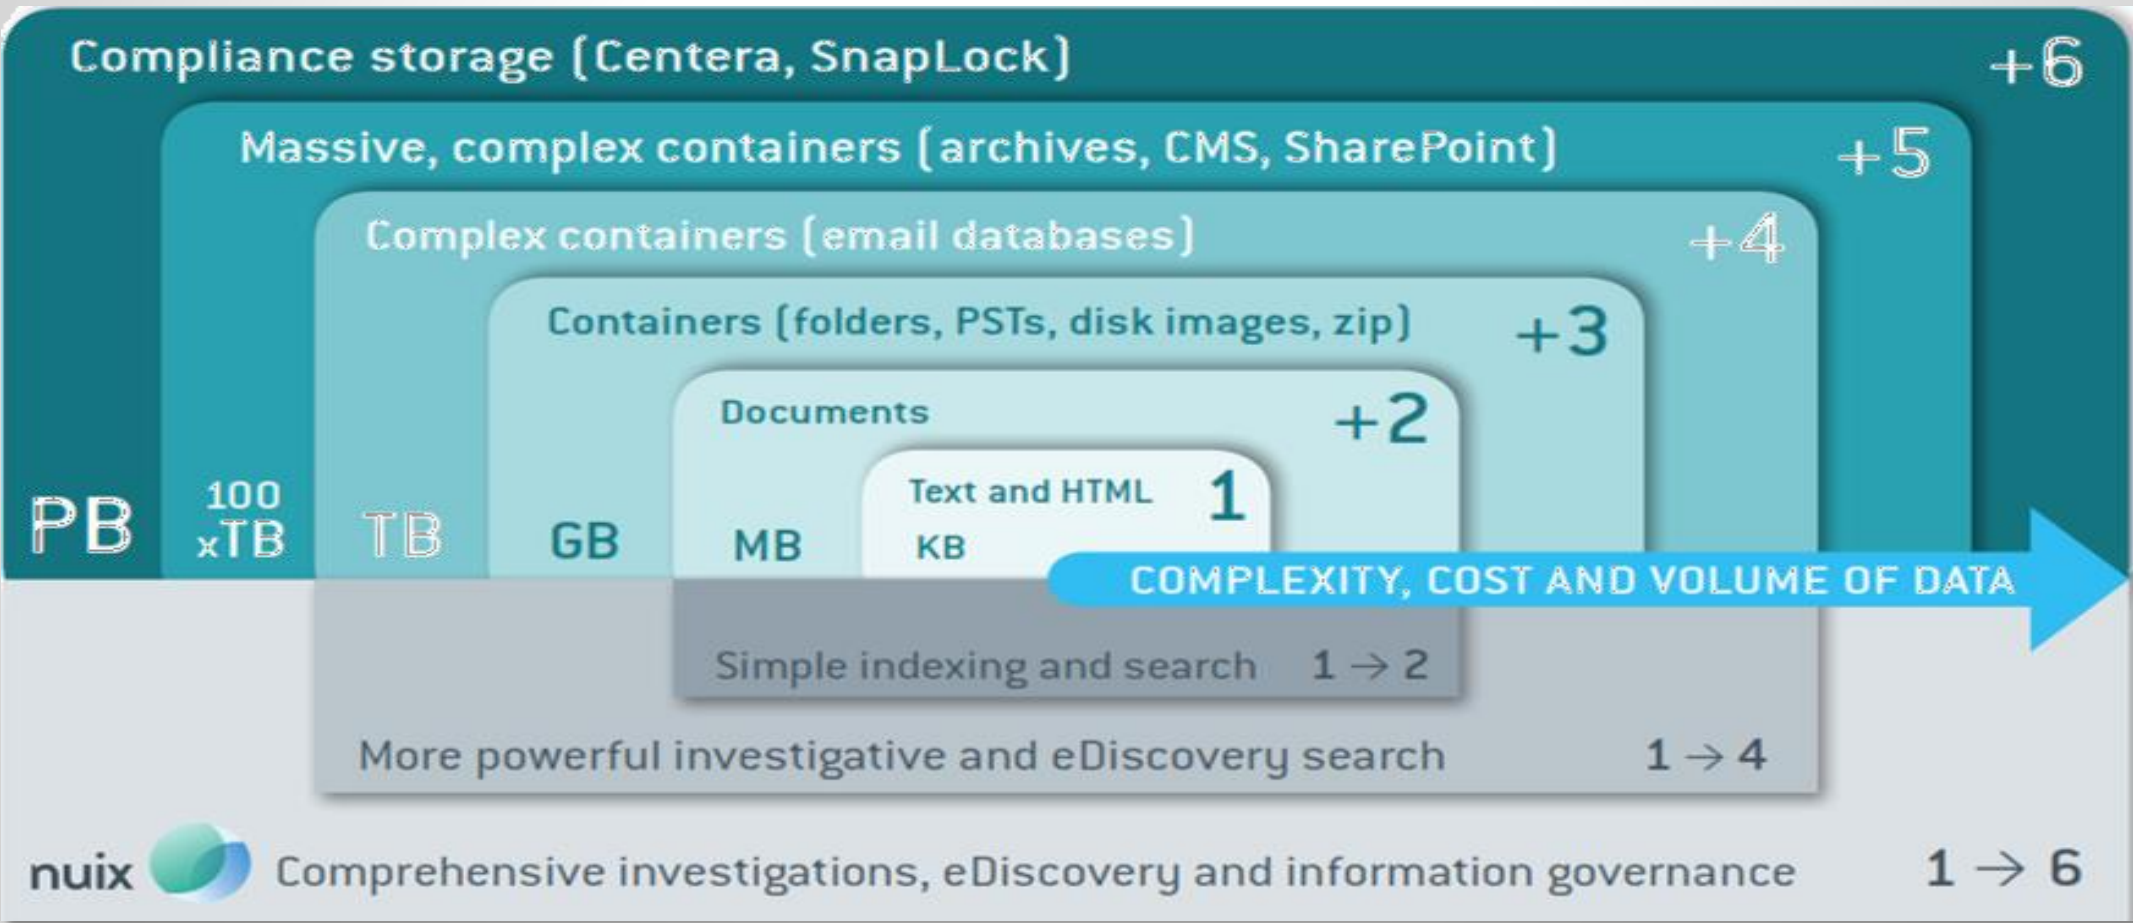 Compliance storage (Centera, SnapLock) +6
Massive, complex containers (archives, CMS, SharePoint) +5
Complex containers (email databases) +4
Containers (folders, PSTs, disk images, zip) +3
Documents +2
Text and HTML 1
PB 100 xTB TB GB MB KB
COMPLEXITY, COST AND VOLUME OF DATA
Simple indexing and search 1 → 2
More powerful investigative and eDiscovery search 1 → 4
nuix Comprehensive investigations, eDiscovery and information governance 1 → 6